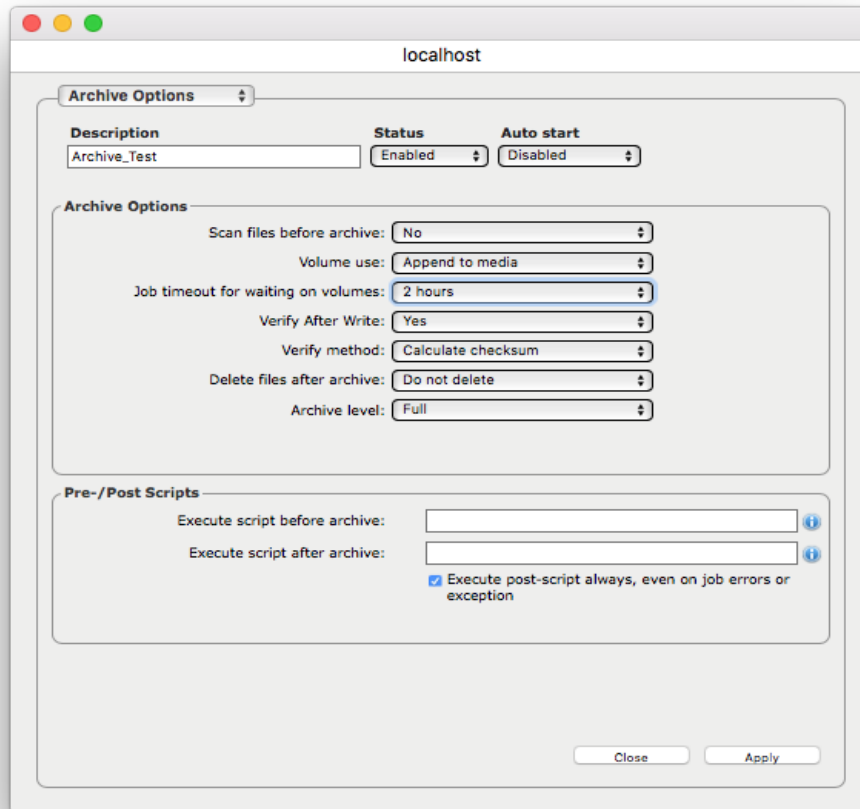 localhost
Archive Options
Description Status Auto start
Archive_Test Enabled Disabled
Archive Options
Scan files before archive: No
Volume use: Append to media
Job timeout for waiting on volumes: 2 hours
Verify After Write: Yes
Verify method: Calculate checksum
Delete files after archive: Do not delete
Archive level: Full
Pre-/Post Scripts
Execute script before archive:
Execute script after archive:
Execute post-script always, even on job errors or
exception
Close Apply